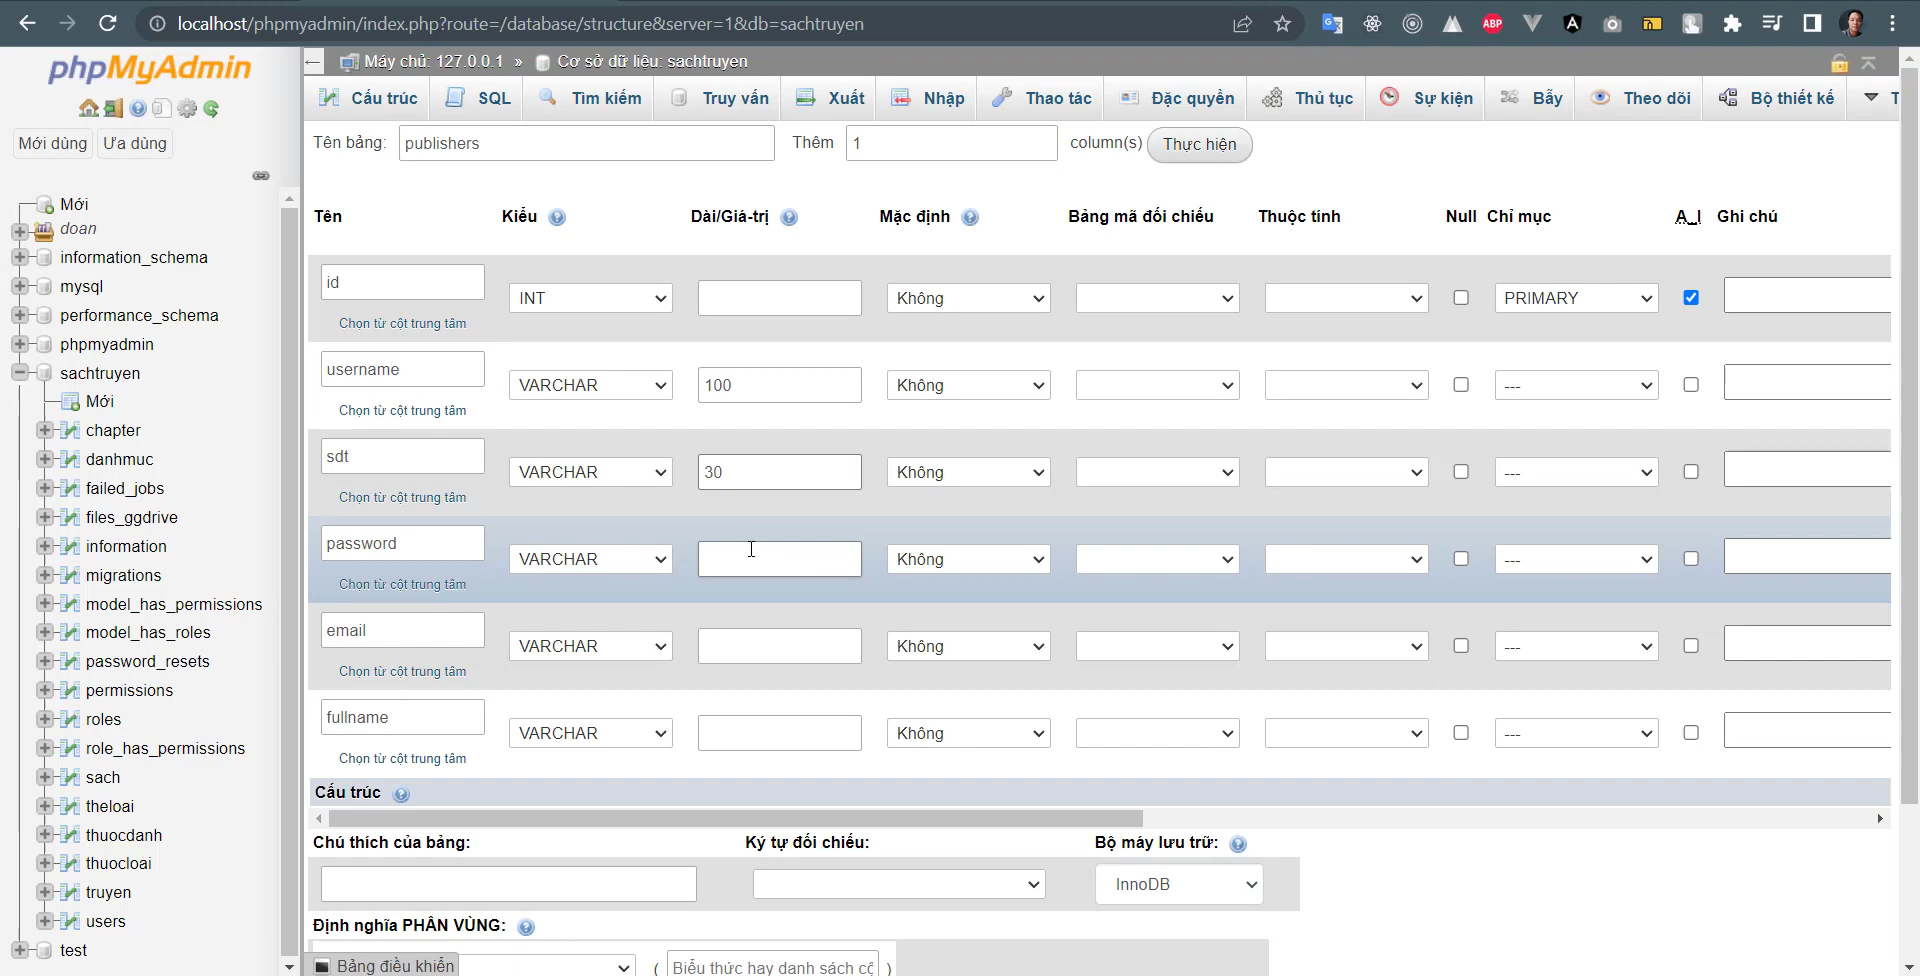 localhost/phpmyadmin/index.php?route=/database/structure&server=1&db=sachtruyen
ABP
phpMyAdmin
Mới dùng
Ưa dùng
Mới
doan
information_schema
mysql
performance_schema
phpmyadmin
sachtruyen
Mới
chapter
danhmuc
failed_jobs
files_ggdrive
information
migrations
model_has_permissions
model_has_roles
password_resets
permissions
roles
role_has_permissions
sach
theloai
thuocdanh
thuocloai
truyen
users
test
Máy chủ: 127.0.0.1 » Cơ sở dữ liệu: sachtruyen
Cấu trúc SQL Tìm kiếm Truy vấn Xuất Nhập Thao tác Đặc quyền Thủ tục Sự kiện Bẫy Theo dõi Bộ thiết kế
Tên bảng: publishers Thêm 1 column(s) Thực hiện
Tên Kiểu Dài/Giá-trị Mặc định Bảng mã đối chiếu Thuộc tính Null Chỉ mục A_I Ghi chú
id INT Không PRIMARY
Chọn từ cột trung tâm
username VARCHAR 100 Không ---
Chọn từ cột trung tâm
sdt VARCHAR 30 Không ---
Chọn từ cột trung tâm
password VARCHAR Không ---
Chọn từ cột trung tâm
email VARCHAR Không ---
Chọn từ cột trung tâm
fullname VARCHAR Không ---
Chọn từ cột trung tâm
Cấu trúc
Chú thích của bảng: Ký tự đối chiếu: Bộ máy lưu trữ:
InnoDB
Định nghĩa PHÂN VÙNG:
Bảng điều khiển ( Biểu thức hay danh sách cộ )